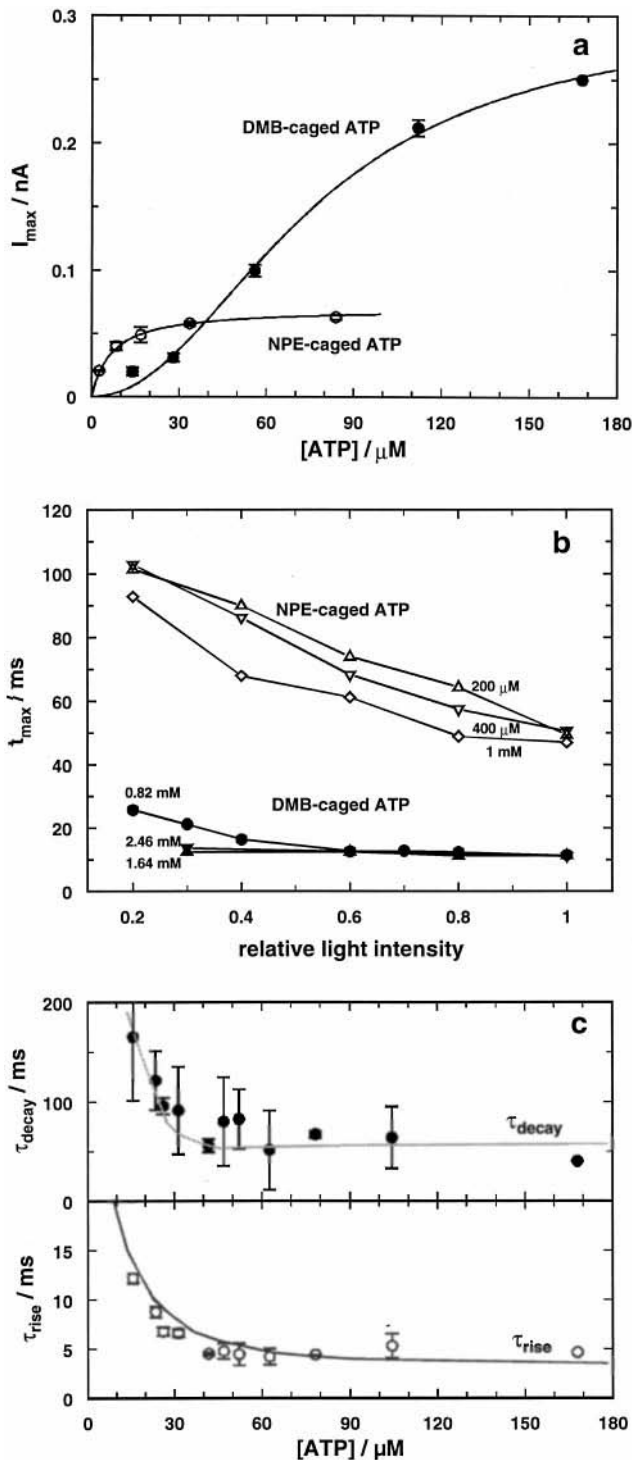 a
0.3
0.2
0.1
0
I_max / nA
DMB-caged ATP
NPE-caged ATP
0 30 60 90 120 150 180
[ATP] / µM
b
120
100
80
60
40
20
0
t_max / ms
NPE-caged ATP
200 µM
400 µM
1 mM
DMB-caged ATP
0.82 mM
2.46 mM
1.64 mM
0.2 0.4 0.6 0.8 1
relative light intensity
c
200
100
0
τ_decay / ms
τ_decay
15
10
5
0
τ_rise / ms
τ_rise
0 30 60 90 120 150 180
[ATP] / µM